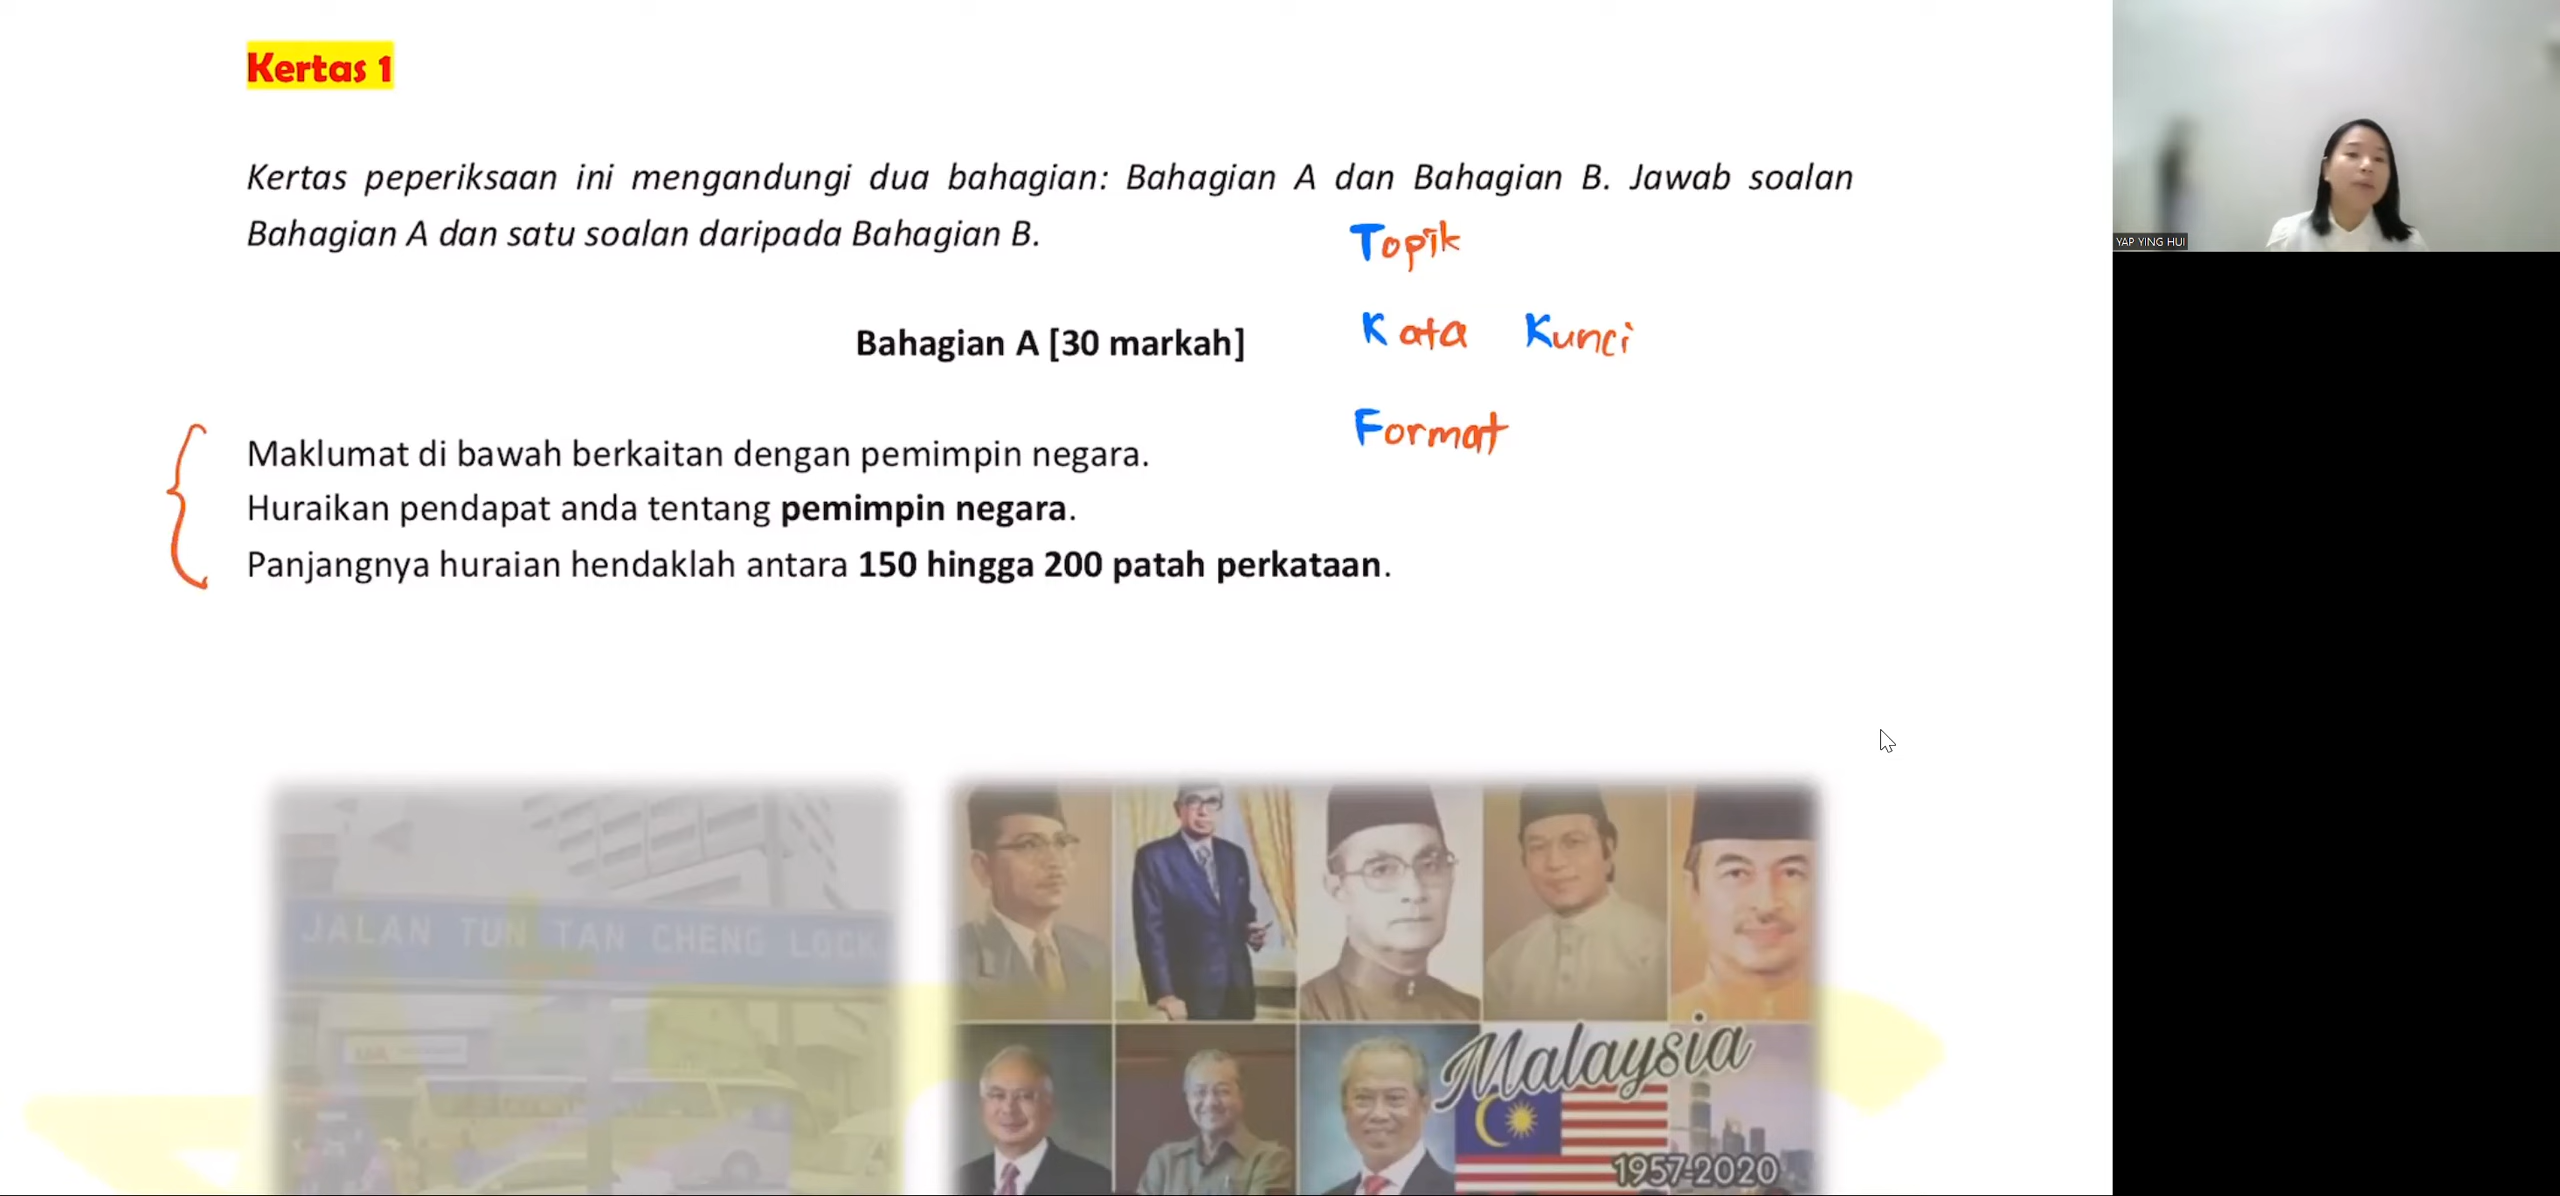 Kertas 1
Kertas peperiksaan ini mengandungi dua bahagian: Bahagian A dan Bahagian B. Jawab soalan
Bahagian A dan satu soalan daripada Bahagian B.
Topik
Bahagian A [30 markah]
Kata Kunci
Format
Maklumat di bawah berkaitan dengan pemimpin negara.
Huraikan pendapat anda tentang pemimpin negara.
Panjangnya huraian hendaklah antara 150 hingga 200 patah perkataan.
JALAN TUN TAN CHENG LOCK
Malaysia
1957-2020
YAP YING HUI